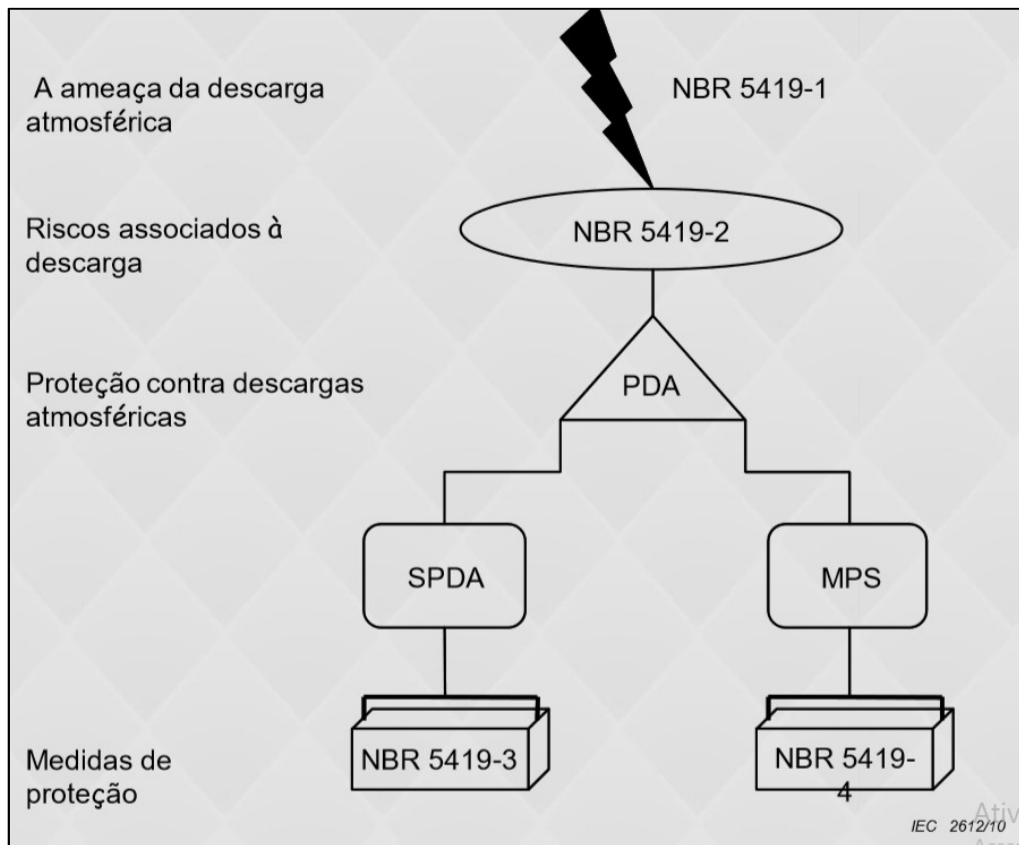 A ameaça da descarga
atmosférica
NBR 5419-1
Riscos associados à
descarga
NBR 5419-2
Proteção contra descargas
atmosféricas
PDA
SPDA
MPS
Medidas de
proteção
NBR 5419-3
NBR 5419-
4
Ativ
IEC 2612/10